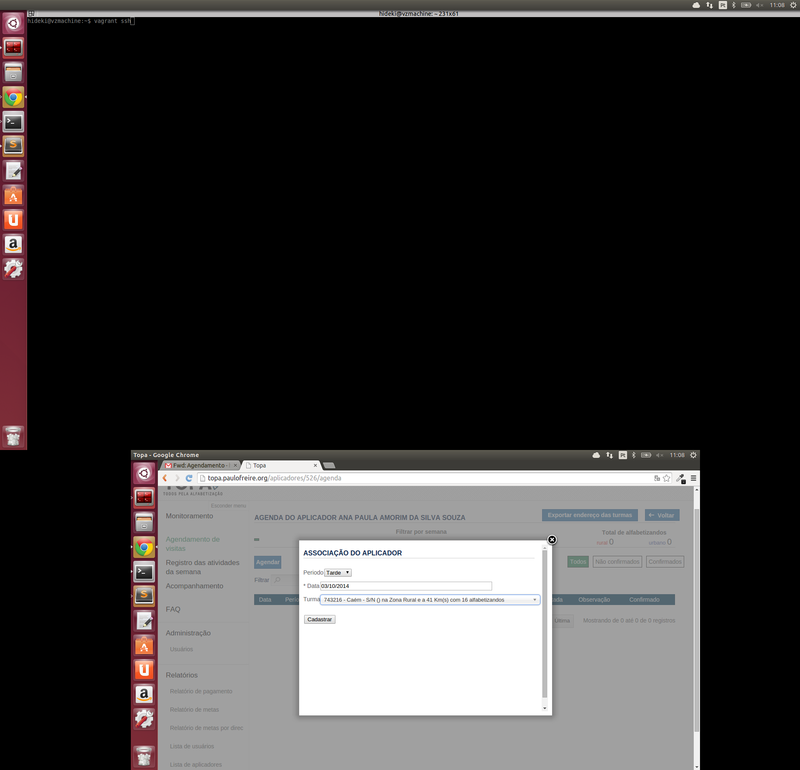 hideki@vzmachine: ~ 231x61
Pt
11:08
hideki@vzmachine:~$ vagrant ssh
Topa - Google Chrome
Pt
11:08
Fwd: Agendamento -
Topa
topa.paulofreire.org/aplicadores/326/agenda
TODOS PELA ALFABETIZAÇÃO
Esconder menu
Monitoramento
Agendamento de
visitas
Registro das atividades
da semana
Acompanhamento
FAQ
Administração
Usuários
Relatórios
Relatório de pagamento
Relatório de metas
Relatório de metas por direc
Lista de usuários
Lista de aplicadores
AGENDA DO APLICADOR ANA PAULA AMORIM DA SILVA SOUZA
Exportar endereço das turmas
Voltar
Filtrar por semana
Total de alfabetizandos
0
0
Agendar
Todos
Não confirmados
Confirmados
Filtrar
Data
Observação
Confirmado
Mostrando de 0 até 0 de 0 registros
ASSOCIAÇÃO DO APLICADOR
Periodo
Tarde
* Data
03/10/2014
Turma
743216 - Caém - S/N () na Zona Rural e a 41 Km(s) com 16 alfabetizandos
Cadastrar